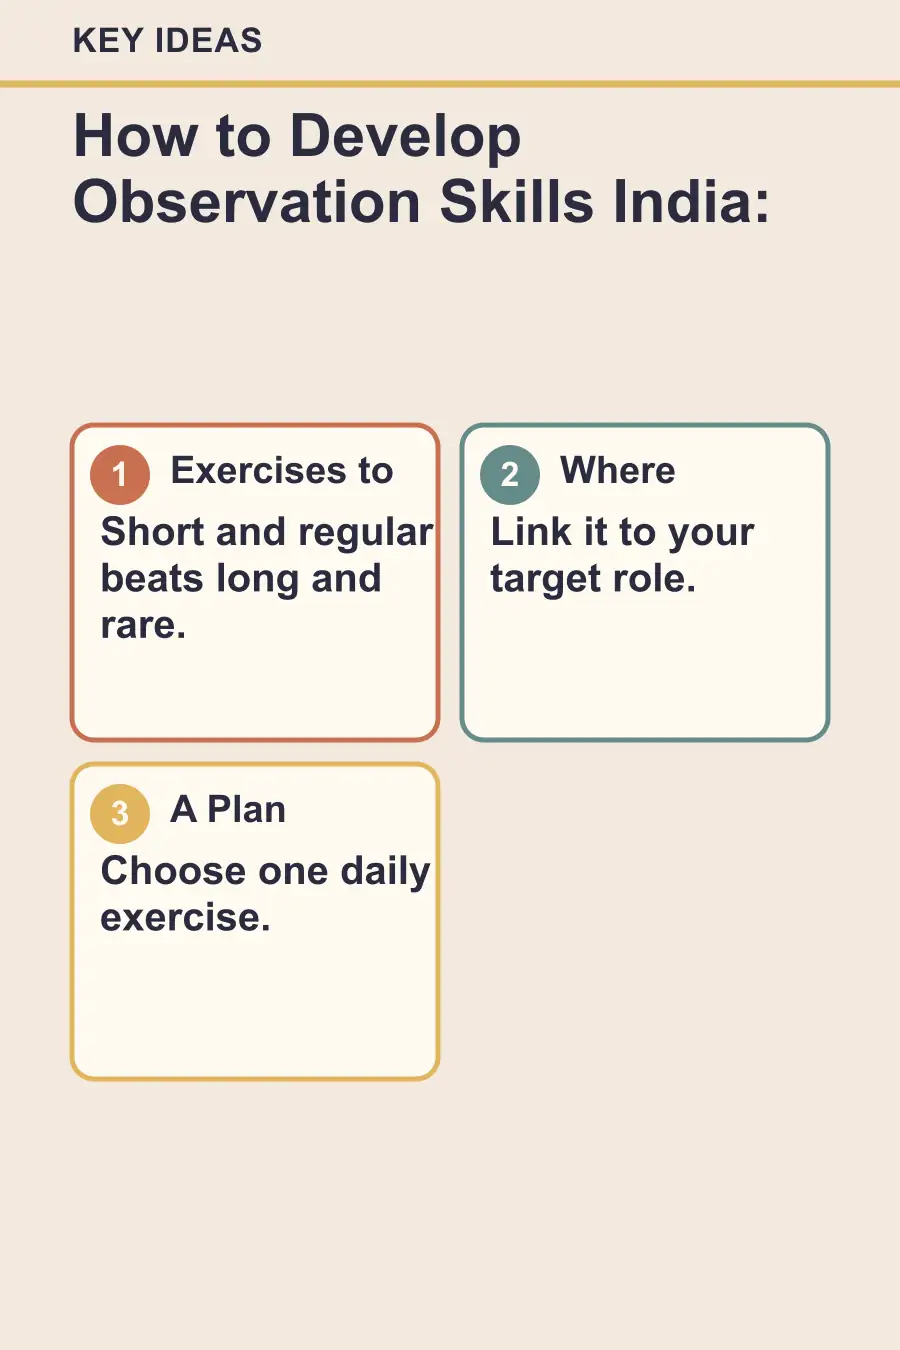 KEY IDEAS
How to Develop
Observation Skills India:
1 Exercises to
Short and regular
beats long and
rare.
2 Where
Link it to your
target role.
3 A Plan
Choose one daily
exercise.